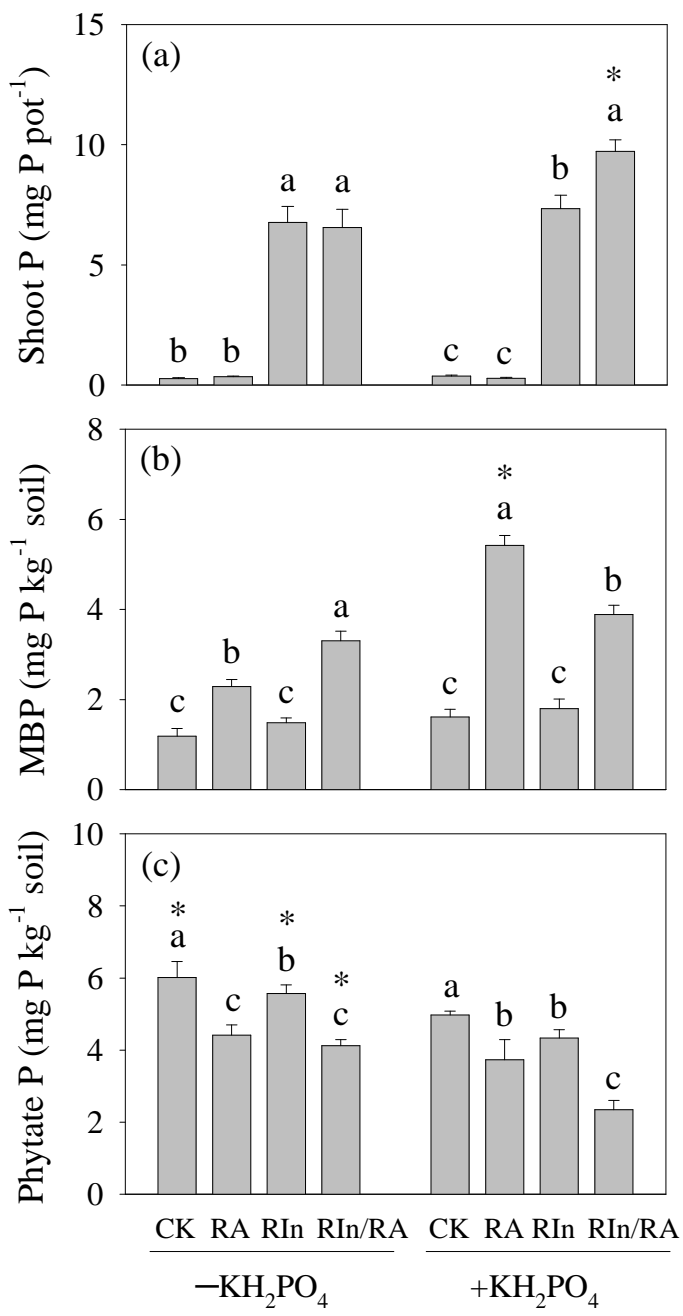 15
(a)
*
a
a
a
b
10
Shoot P (mg P pot⁻¹)
5
b
b
c
c
0
8
(b)
*
a
6
b
a
MBP (mg P kg⁻¹ soil)
4
b
c
c
c
c
2
0
10
(c)
*
*
a
b
*
8
c
c
a
b
b
6
c
Phytate P (mg P kg⁻¹ soil)
4
2
0
CK RA RIn RIn/RA CK RA RIn RIn/RA
−KH₂PO₄ +KH₂PO₄